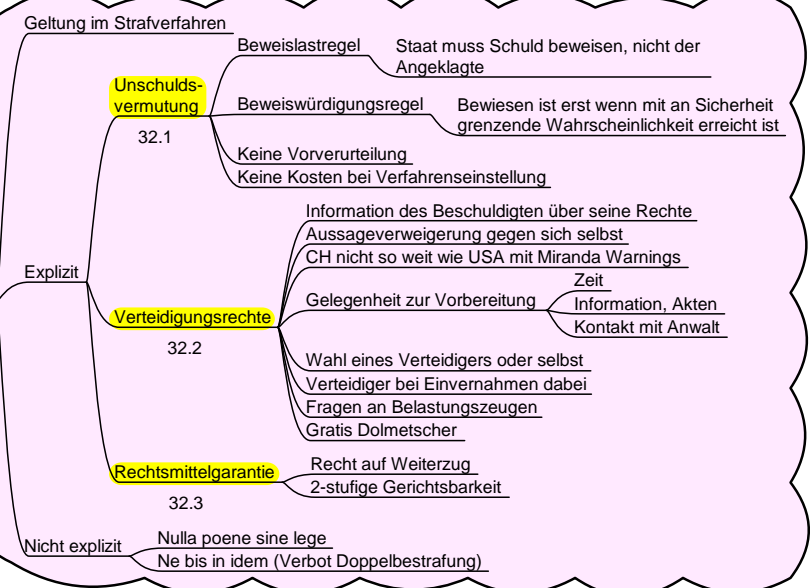 Geltung im Strafverfahren
Explizit
Unschulds-
vermutung
32.1
Beweislastregel
Staat muss Schuld beweisen, nicht der
Angeklagte
Beweiswürdigungsregel
Bewiesen ist erst wenn mit an Sicherheit
grenzende Wahrscheinlichkeit erreicht ist
Keine Vorverurteilung
Keine Kosten bei Verfahrenseinstellung
Verteidigungsrechte
32.2
Information des Beschuldigten über seine Rechte
Aussageverweigerung gegen sich selbst
CH nicht so weit wie USA mit Miranda Warnings
Gelegenheit zur Vorbereitung
Zeit
Information, Akten
Kontakt mit Anwalt
Wahl eines Verteidigers oder selbst
Verteidiger bei Einvernahmen dabei
Fragen an Belastungszeugen
Gratis Dolmetscher
Rechtsmittelgarantie
32.3
Recht auf Weiterzug
2-stufige Gerichtsbarkeit
Nicht explizit
Nulla poene sine lege
Ne bis in idem (Verbot Doppelbestrafung)